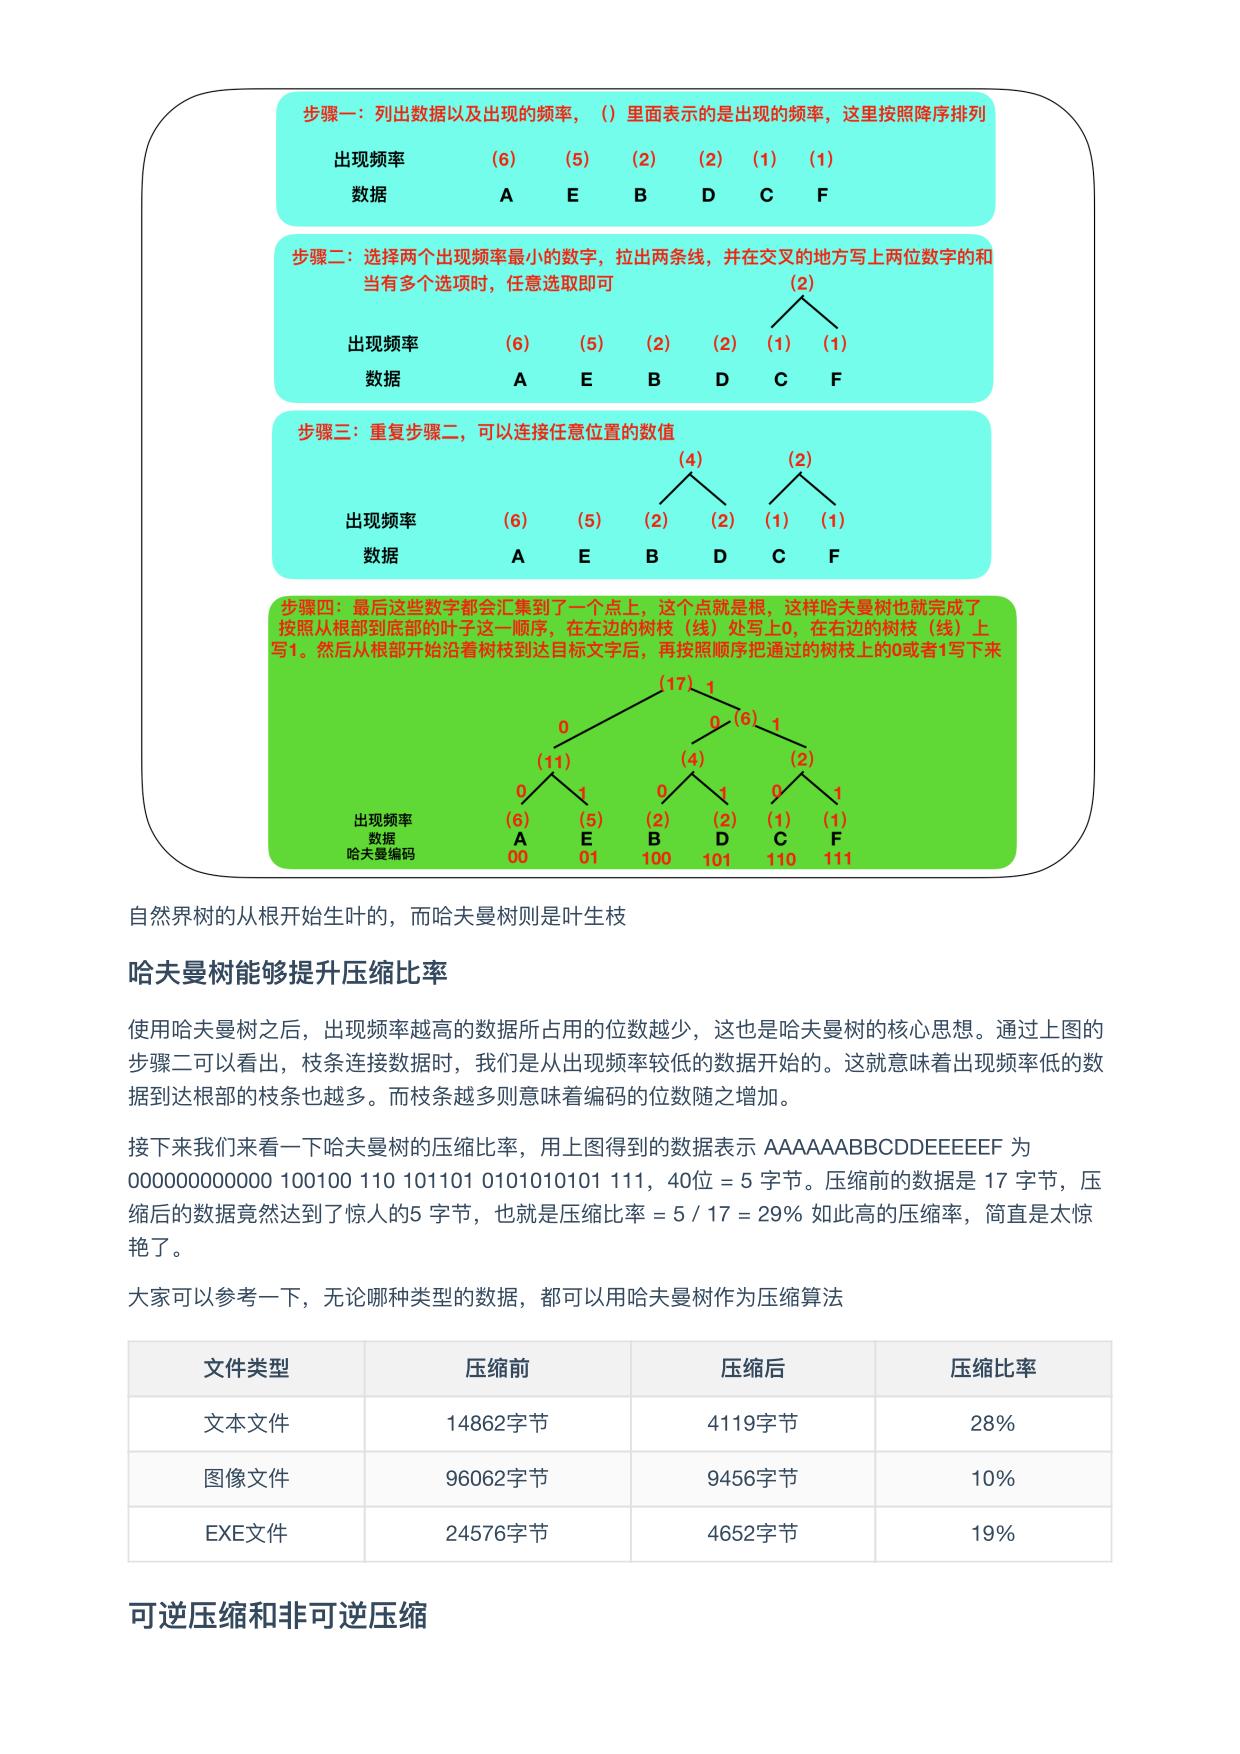 步骤一：列出数据以及出现的频率，（）里面表示的是出现的频率，这里按照降序排列
出现频率 （6） （5） （2） （2） （1） （1）
数据 A E B D C F
步骤二：选择两个出现频率最小的数字，拉出两条线，并在交叉的地方写上两位数字的和
当有多个选项时，任意选取即可 （2）
出现频率 （6） （5） （2） （2） （1） （1）
数据 A E B D C F
步骤三：重复步骤二，可以连接任意位置的数值
（4） （2）
出现频率 （6） （5） （2） （2） （1） （1）
数据 A E B D C F
步骤四：最后这些数字都会汇集到了一个点上，这个点就是根，这样哈夫曼树也就完成了
按照从根部到底部的叶子这一顺序，在左边的树枝（线）处写上0，在右边的树枝（线）上
写1。然后从根部开始沿着树枝到达目标文字后，再按照顺序把通过的树枝上的0或者1写下来
（17） 1
0 0 （6） 1
（11） （4） （2）
0 1 0 1 0 1
出现频率 （6） （5） （2） （2） （1） （1）
数据 A E B D C F
哈夫曼编码 00 01 100 101 110 111
自然界树的从根开始生叶的，而哈夫曼树则是叶生枝
哈夫曼树能够提升压缩比率
使用哈夫曼树之后，出现频率越高的数据所占用的位数越少，这也是哈夫曼树的核心思想。通过上图的
步骤二可以看出，枝条连接数据时，我们是从出现频率较低的数据开始的。这就意味着出现频率低的数
据到达根部的枝条也越多。而枝条越多则意味着编码的位数随之增加。
接下来我们来看一下哈夫曼树的压缩比率，用上图得到的数据表示 AAAAAABBCDDEEEEEF 为
000000000000 100100 110 101101 0101010101 111，40位 = 5 字节。压缩前的数据是 17 字节，压
缩后的数据竟然达到了惊人的5 字节，也就是压缩比率 = 5 / 17 = 29% 如此高的压缩率，简直是太惊
艳了。
大家可以参考一下，无论哪种类型的数据，都可以用哈夫曼树作为压缩算法
文件类型 压缩前 压缩后 压缩比率
文本文件 14862字节 4119字节 28%
图像文件 96062字节 9456字节 10%
EXE文件 24576字节 4652字节 19%
可逆压缩和非可逆压缩